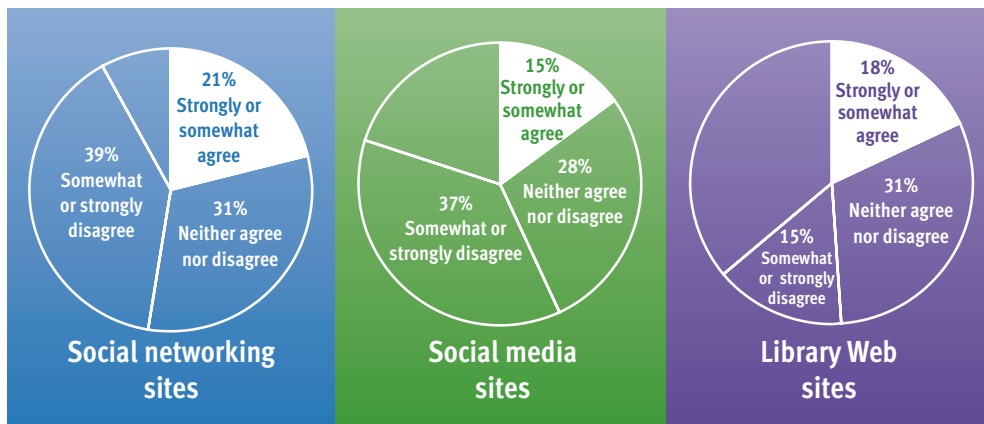 21%
Strongly or
somewhat
agree
39%
Somewhat
or strongly
disagree
31%
Neither agree
nor disagree
Social networking
sites
15%
Strongly or
somewhat
agree
28%
Neither agree
nor disagree
37%
Somewhat or
strongly disagree
Social media
sites
18%
Strongly or
somewhat
agree
31%
Neither agree
nor disagree
15%
Somewhat
or strongly
disagree
Library Web
sites